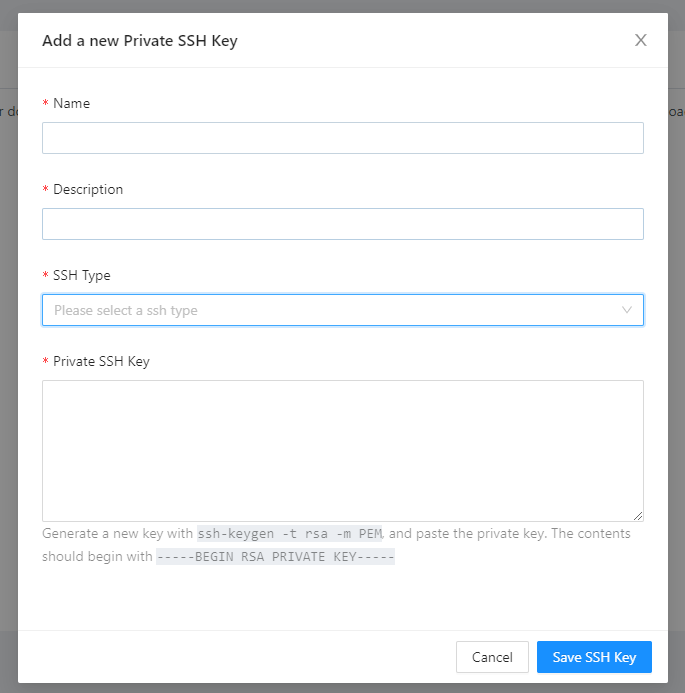 Add a new Private SSH Key
* Name
* Description
* SSH Type
Please select a ssh type
* Private SSH Key
Generate a new key with ssh-keygen -t rsa -m PEM, and paste the private key. The contents
should begin with -----BEGIN RSA PRIVATE KEY-----
Cancel
Save SSH Key